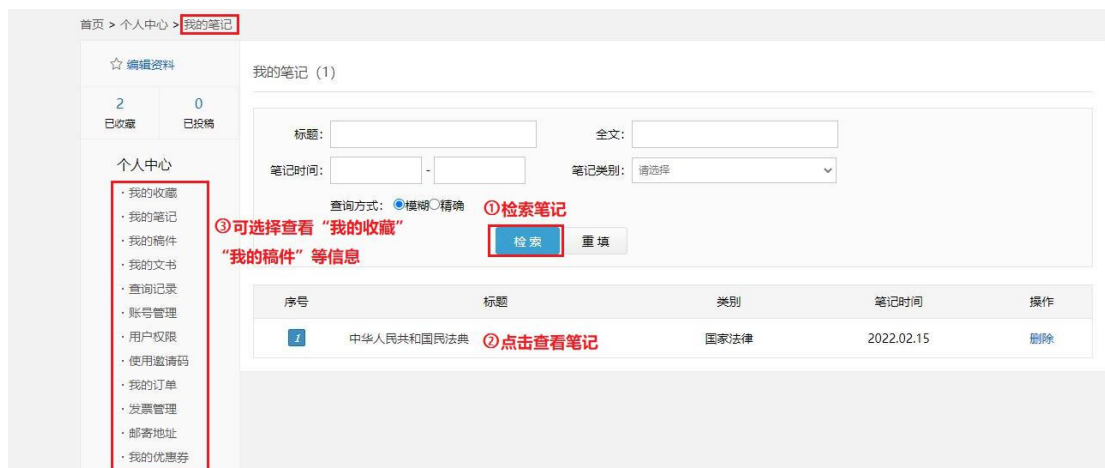 首页 > 个人中心 > 我的笔记
☆ 编辑资料
2 0
已收藏 已投稿
个人中心
· 我的收藏
· 我的笔记
· 我的稿件
· 我的文书
· 查询记录
· 账号管理
· 用户权限
· 使用邀请码
· 我的订单
· 发票管理
· 邮寄地址
· 我的优惠券
③可选择查看“我的收藏”
“我的稿件”等信息
我的笔记（1）
标题： 全文：
笔记时间： - 笔记类别： 请选择
查询方式： 模糊 精确
①检索笔记
检 索 重 填
序号 标题 类别 笔记时间 操作
1 中华人民共和国民法典 国家法律 2022.02.15 删除
②点击查看笔记